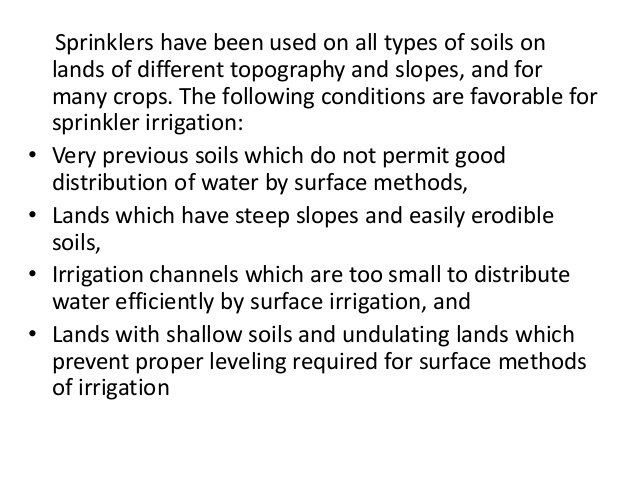 Sprinklers have been used on all types of soils on
lands of different topography and slopes, and for
many crops. The following conditions are favorable for
sprinkler irrigation:
• Very previous soils which do not permit good
distribution of water by surface methods,
• Lands which have steep slopes and easily erodible
soils,
• Irrigation channels which are too small to distribute
water efficiently by surface irrigation, and
• Lands with shallow soils and undulating lands which
prevent proper leveling required for surface methods
of irrigation